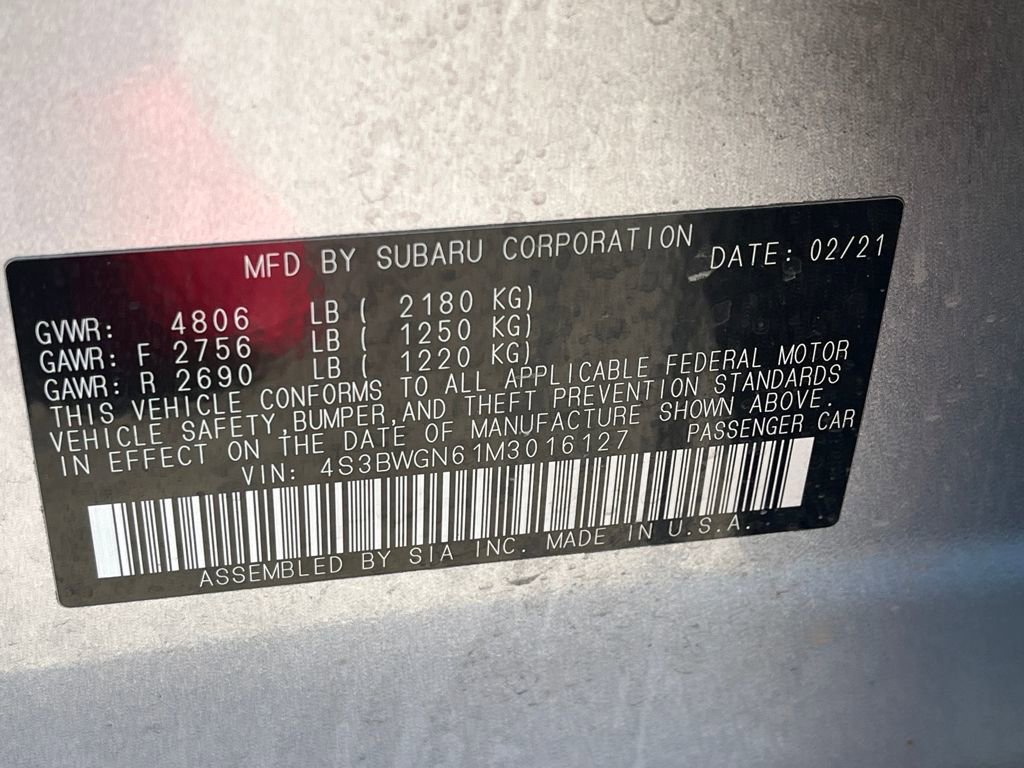 MFD BY SUBARU CORPORATION DATE: 02/21
GVWR: 4806 LB ( 2180 KG)
GAWR: F 2756 LB ( 1250 KG)
GAWR: R 2690 LB ( 1220 KG)
THIS VEHICLE CONFORMS TO ALL APPLICABLE FEDERAL MOTOR
VEHICLE SAFETY,BUMPER,AND THEFT PREVENTION STANDARDS
IN EFFECT ON THE DATE OF MANUFACTURE SHOWN ABOVE.
VIN: 4S3BWGN61M3016127 PASSENGER CAR
ASSEMBLED BY SIA INC. MADE IN U.S.A.